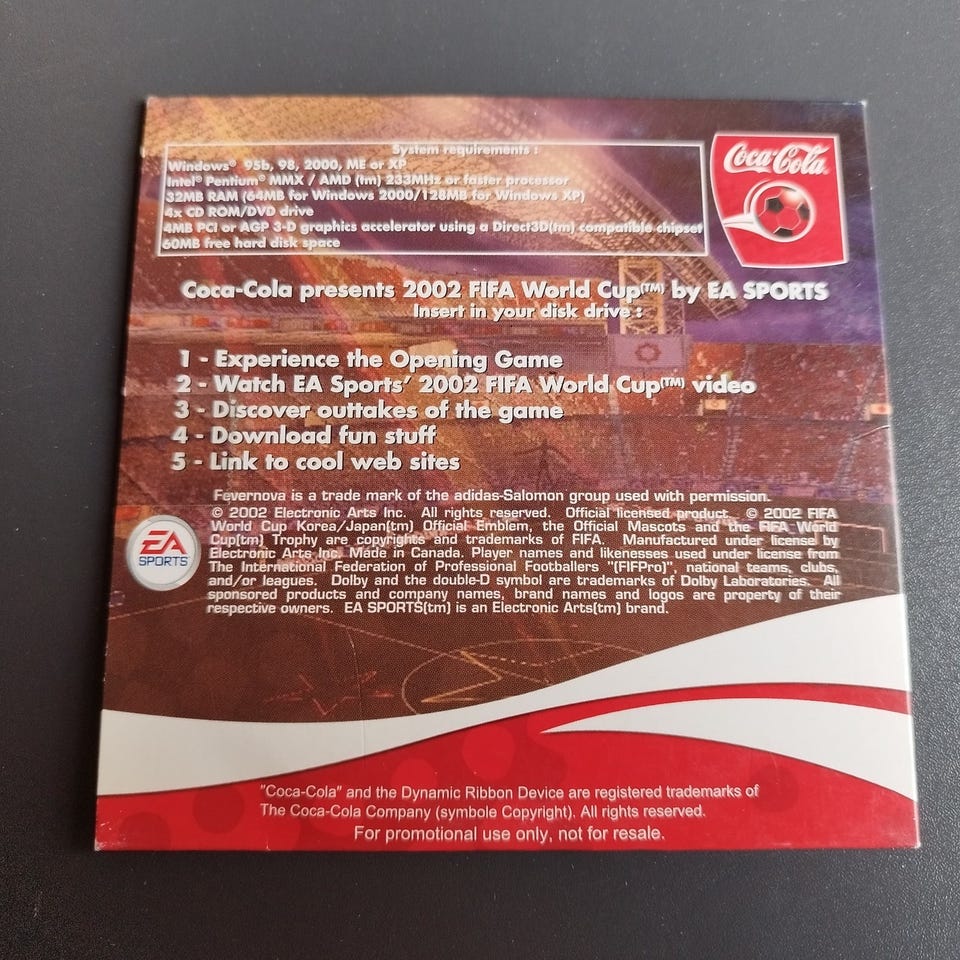 System requirements :
Windows® 95b, 98, 2000, ME or XP
Intel® Pentium® MMX / AMD (tm) 233MHz or faster processor
32MB RAM (64MB for Windows 2000/128MB for Windows XP)
4x CD ROM/DVD drive
4MB PCI or AGP 3-D graphics accelerator using a Direct3D(tm) compatible chipset
60MB free hard disk space
Coca-Cola
Coca-Cola presents 2002 FIFA World Cup(TM) by EA SPORTS
Insert in your disk drive :
1 - Experience the Opening Game
2 - Watch EA Sports' 2002 FIFA World Cup(TM) video
3 - Discover outtakes of the game
4 - Download fun stuff
5 - Link to cool web sites
EA
SPORTS
Fevernova is a trade mark of the adidas-Salomon group used with permission.
© 2002 Electronic Arts Inc. All rights reserved. Official licensed product. © 2002 FIFA
World Cup Korea/Japan(tm) Official Emblem, the Official Mascots and the FIFA World
Cup(tm) Trophy are copyrights and trademarks of FIFA. Manufactured under license by
Electronic Arts Inc. Made in Canada. Player names and likenesses used under license from
The International Federation of Professional Footballers "(FIFPro)", national teams, clubs,
and/or leagues. Dolby and the double-D symbol are trademarks of Dolby Laboratories. All
sponsored products and company names, brand names and logos are property of their
respective owners. EA SPORTS(tm) is an Electronic Arts(tm) brand.
"Coca-Cola" and the Dynamic Ribbon Device are registered trademarks of
The Coca-Cola Company (symbole Copyright). All rights reserved.
For promotional use only, not for resale.